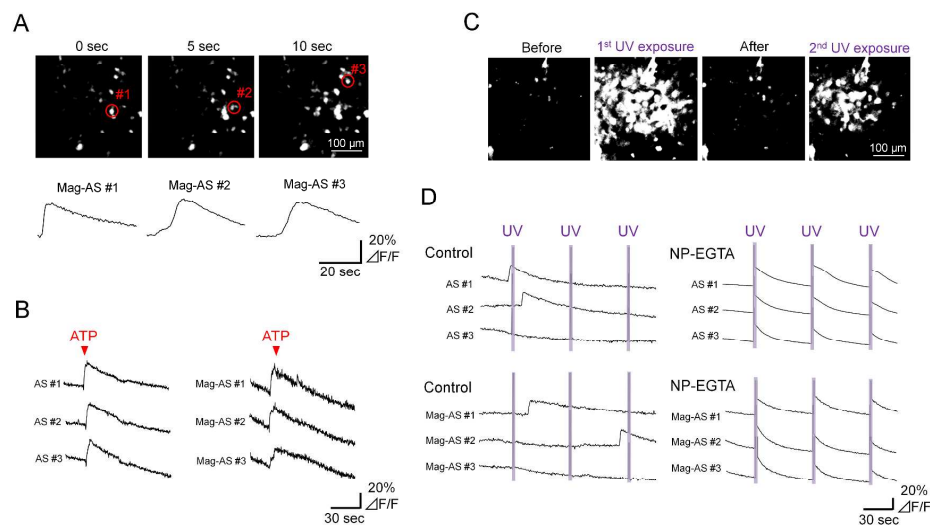 A
0 sec
5 sec
10 sec
#1
#2
#3
100 µm
Mag-AS #1
Mag-AS #2
Mag-AS #3
20%
⊿F/F
20 sec
B
ATP
ATP
AS #1
AS #2
AS #3
Mag-AS #1
Mag-AS #2
Mag-AS #3
20%
⊿F/F
30 sec
C
Before
1st UV exposure
After
2nd UV exposure
100 µm
D
UV
UV
UV
Control
AS #1
AS #2
AS #3
UV
UV
UV
NP-EGTA
AS #1
AS #2
AS #3
Control
Mag-AS #1
Mag-AS #2
Mag-AS #3
NP-EGTA
Mag-AS #1
Mag-AS #2
Mag-AS #3
20%
⊿F/F
30 sec